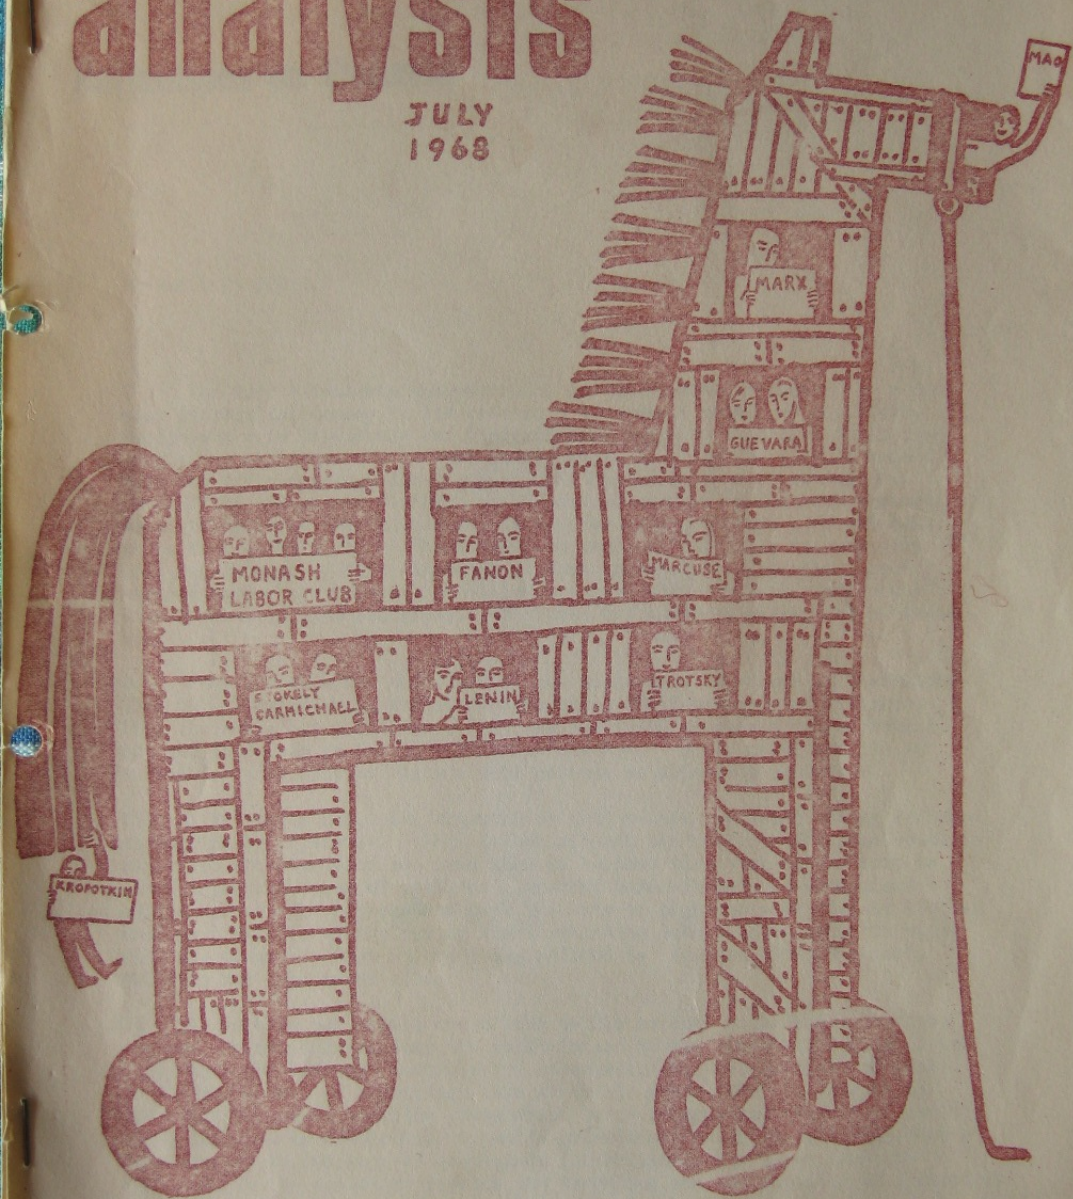 analysis
JULY
1968
MAO
MARX
GUEVARA
MONASH
LABOR CLUB
FANON
MARCUSE
STOKELY
CARMICHAEL
LENIN
TROTSKY
KROPOTKIN